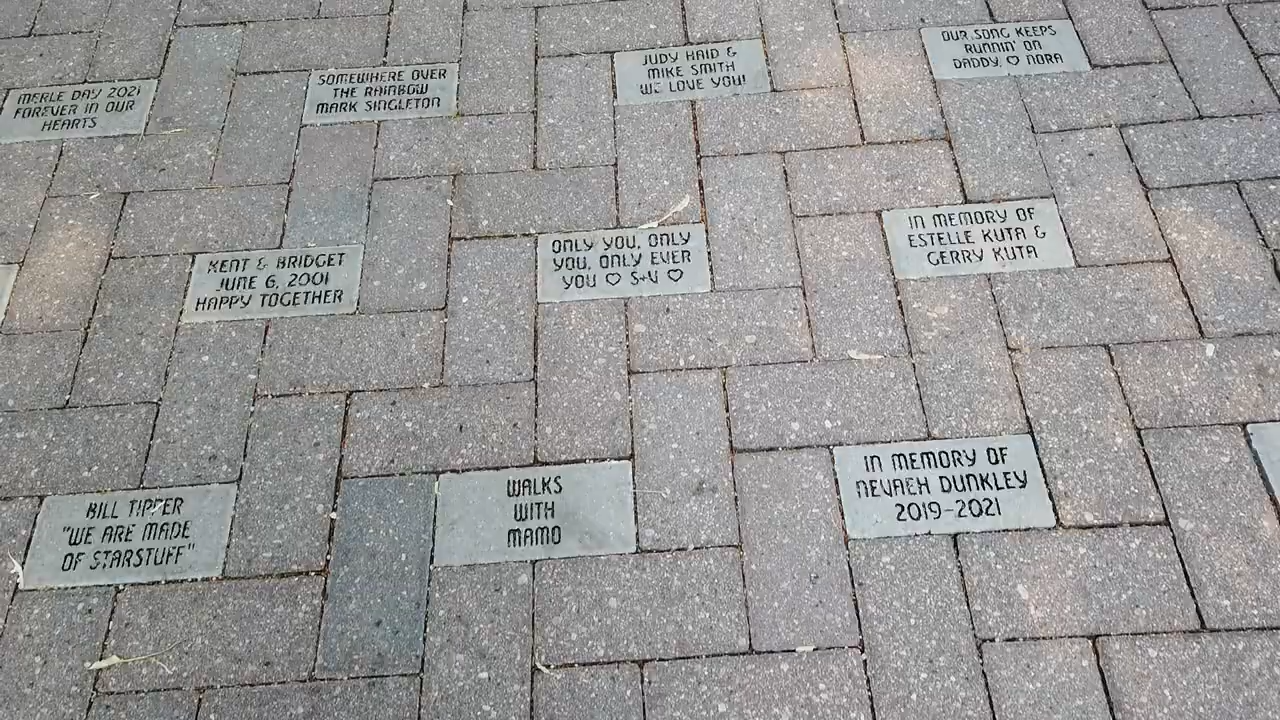 OUR SONG KEEPS
RUNNIN' ON
DADDY, ♡ NORA
JUDY HAID &
MIKE SMITH
WE LOVE YOU!
SOMEWHERE OVER
THE RAINBOW
MARK SINGLETON
MERLE DAY 2021
FOREVER IN OUR
HEARTS
IN MEMORY OF
ESTELLE KUTA &
GERRY KUTA
ONLY YOU, ONLY
YOU, ONLY EVER
YOU ♡ S+V ♡
KENT & BRIDGET
JUNE 6, 2001
HAPPY TOGETHER
IN MEMORY OF
NEVAEH DUNKLEY
2019-2021
WALKS
WITH
MAMO
BILL TIPPER
"WE ARE MADE
OF STARSTUFF"